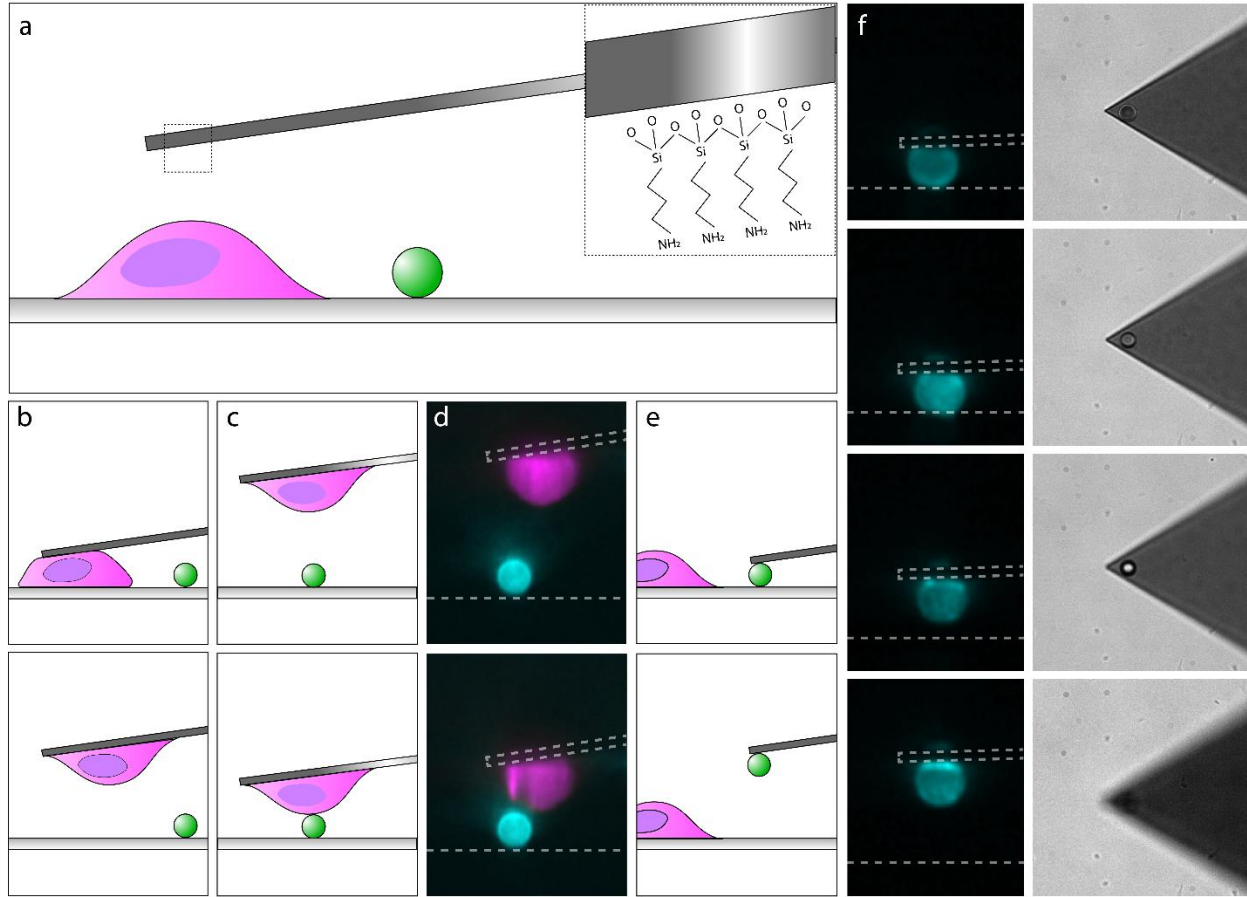 a
f
O O O O O O O O O
Si Si Si Si
NH₂ NH₂ NH₂ NH₂
b
c
d
e